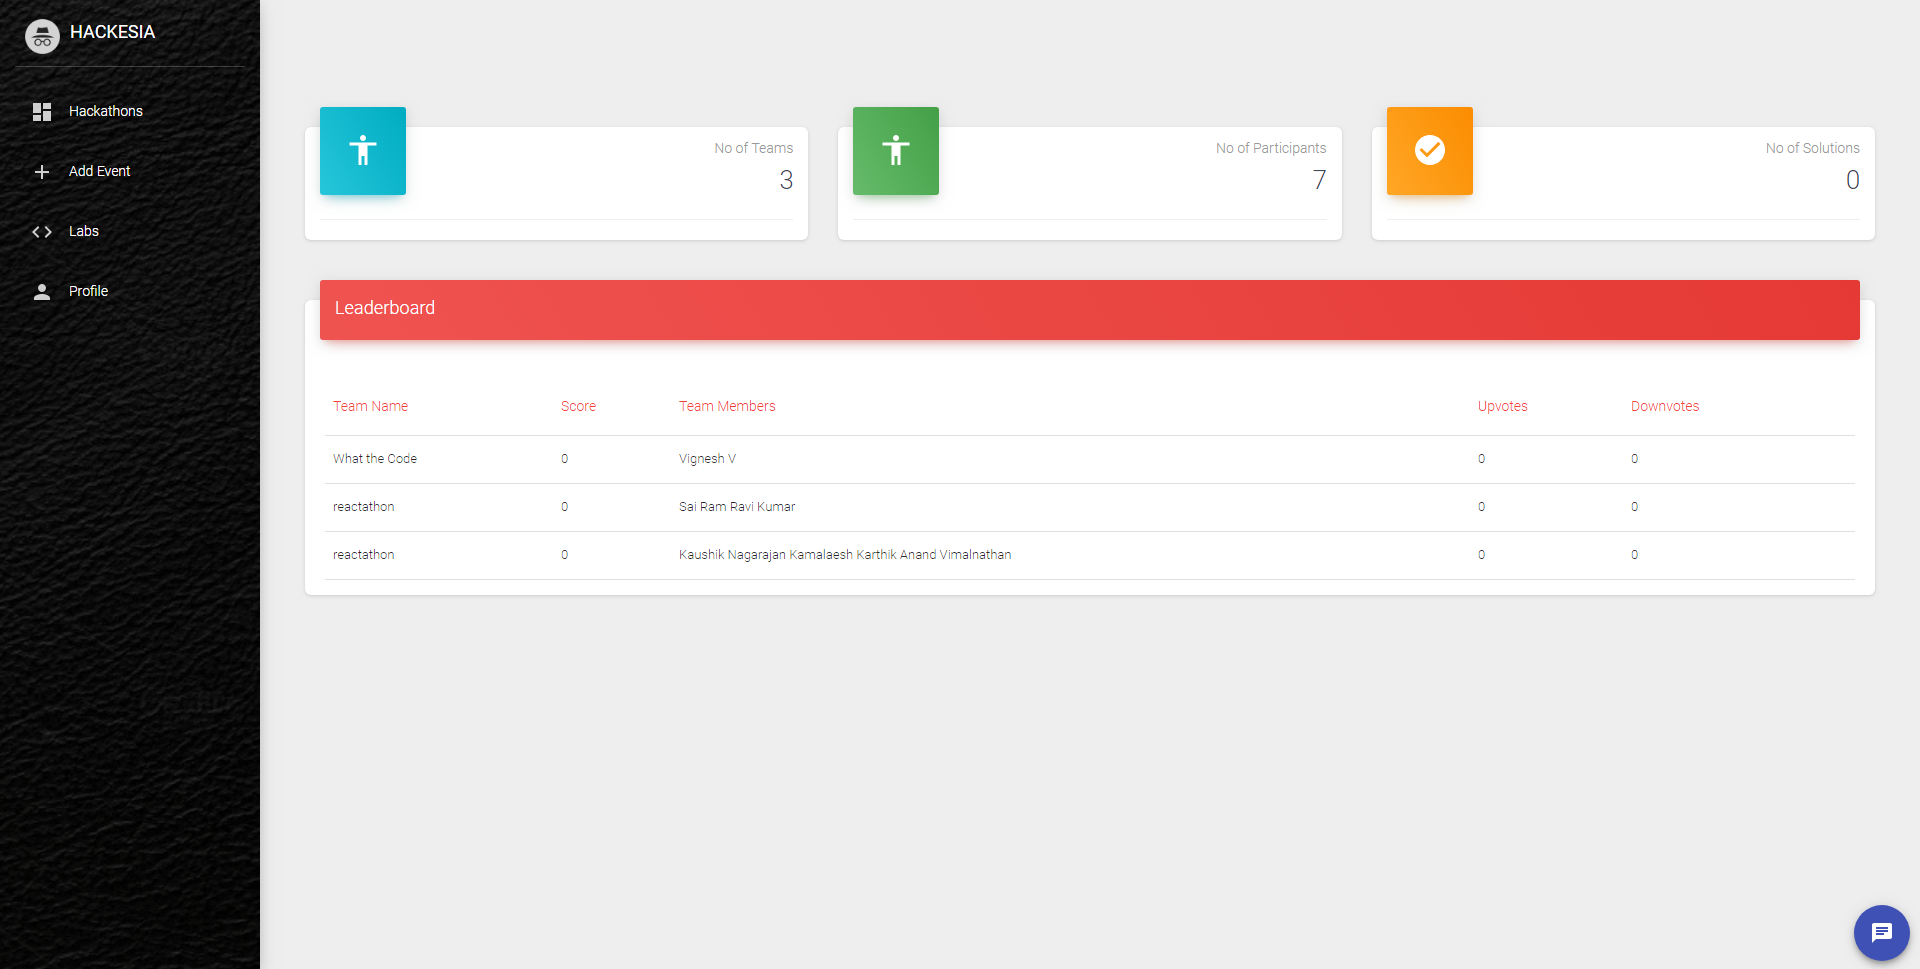 HACKESIA
Hackathons
Add Event
Labs
Profile
No of Teams
3
No of Participants
7
No of Solutions
0
Leaderboard
Team Name Score Team Members Upvotes Downvotes
What the Code 0 Vignesh V 0 0
reactathon 0 Sai Ram Ravi Kumar 0 0
reactathon 0 Kaushik Nagarajan Kamalaesh Karthik Anand Vimalnathan 0 0